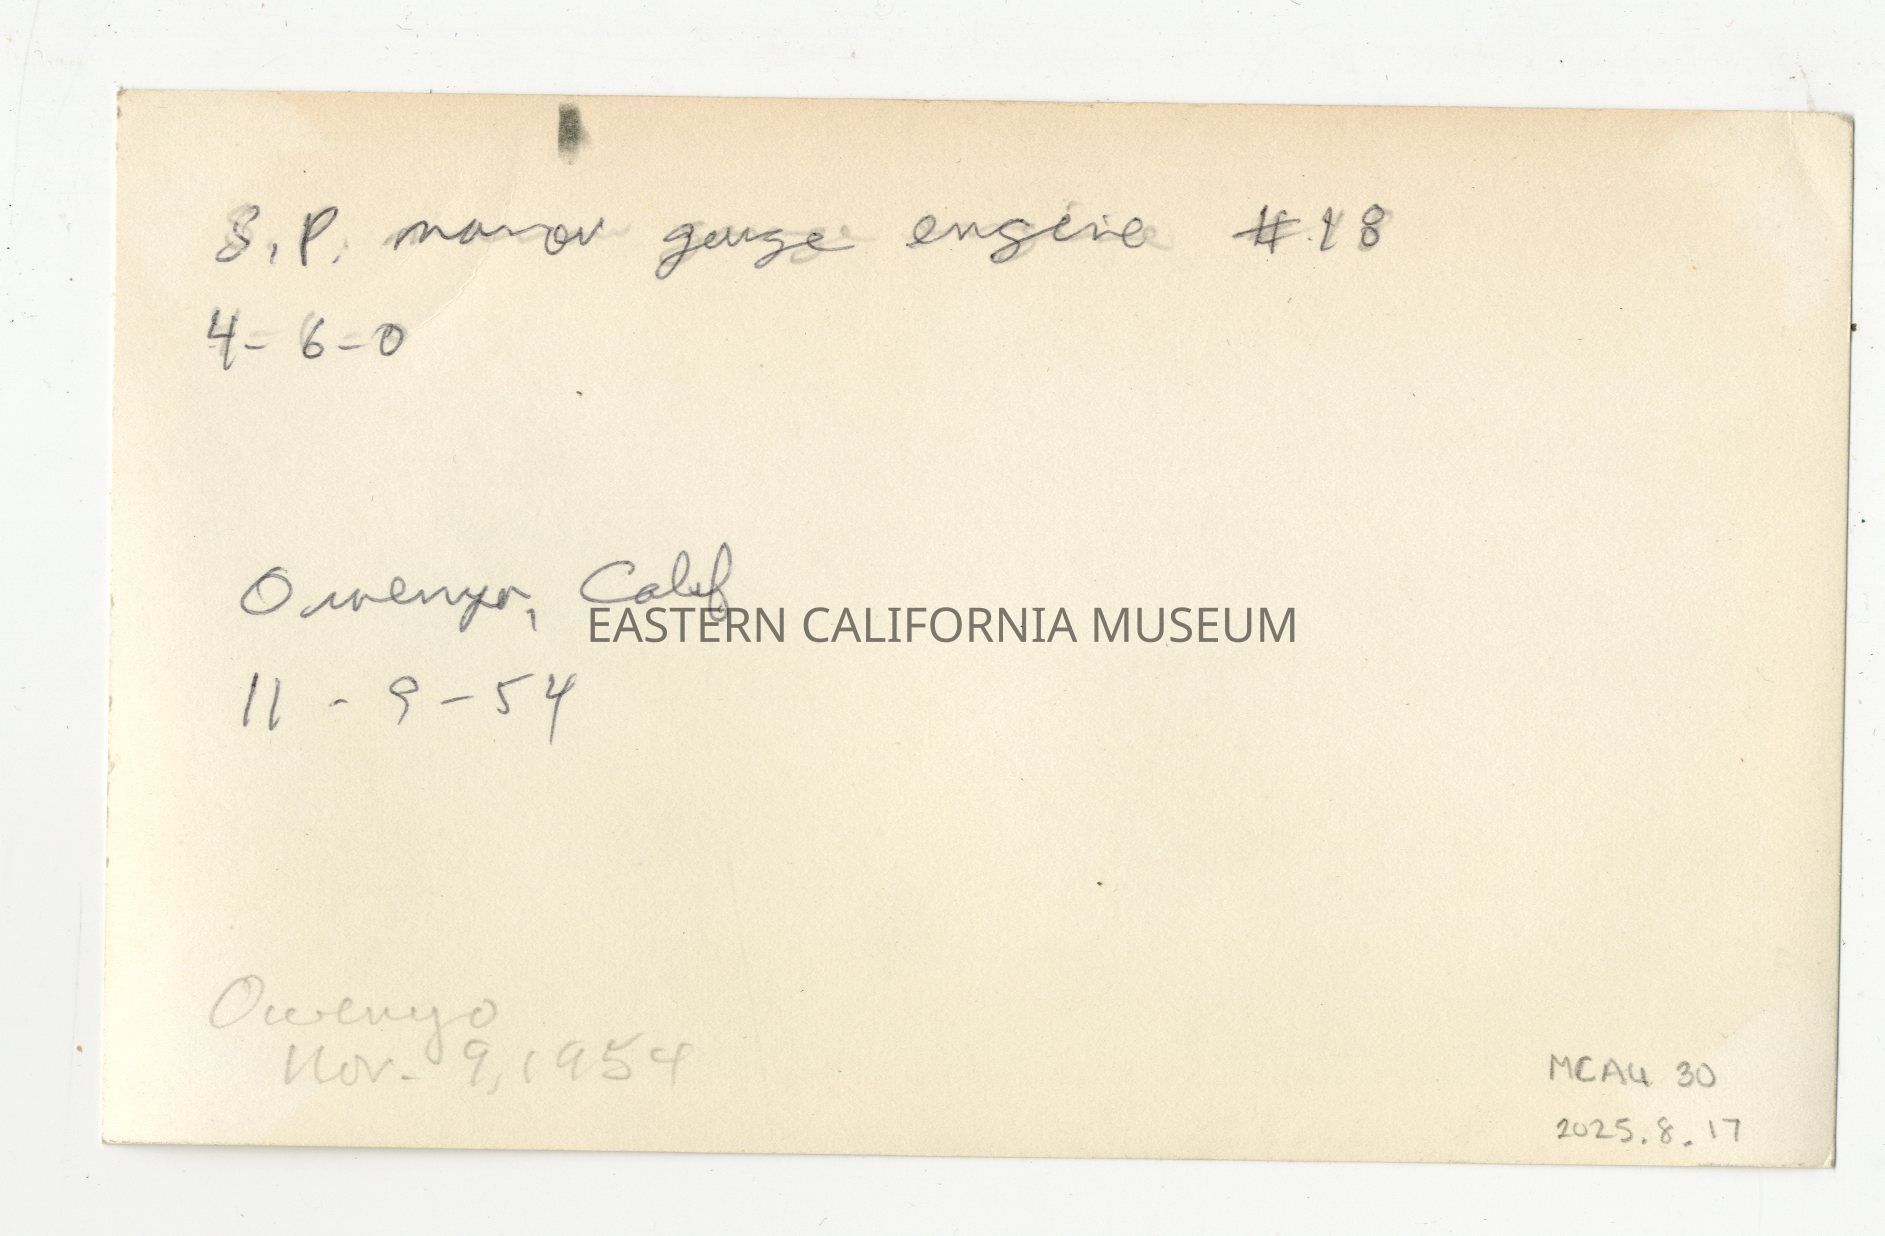 S.P. narrow gauge engine #18
4-6-0
Owenyo, Calif
EASTERN CALIFORNIA MUSEUM
11-9-54
Owenyo
Nov. 9, 1954
MCAU 30
2025.8.17